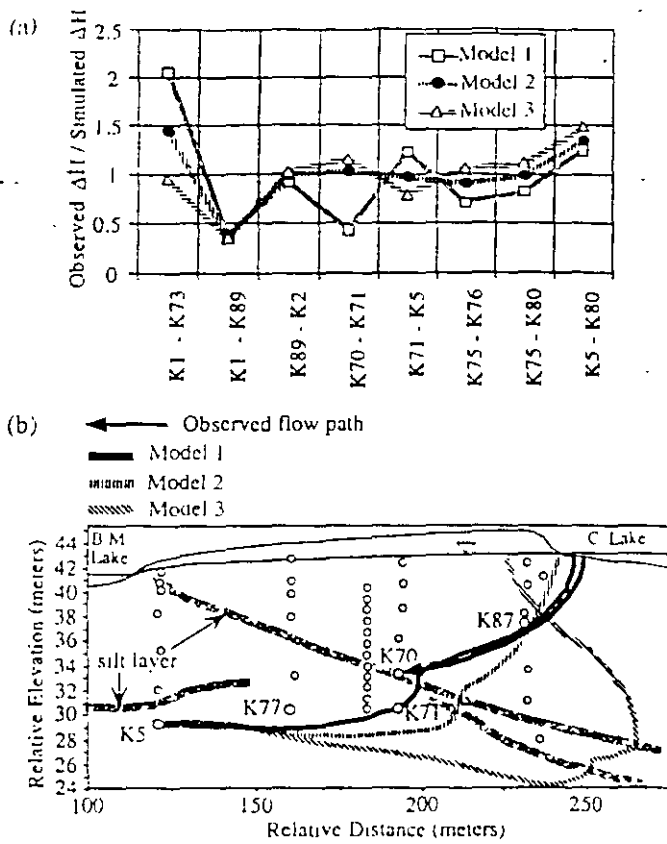 (a)
Observed ΔH / Simulated ΔH
2.5
2
1.5
1
0.5
0
Model 1
Model 2
Model 3
K1 - K73
K1 - K89
K89 - K2
K70 - K71
K71 - K5
K75 - K76
K75 - K80
K5 - K80
(b)
Observed flow path
Model 1
Model 2
Model 3
Relative Elevation (meters)
44
42
40
38
36
34
32
30
28
26
24
B M
Lake
C Lake
K87
K70
silt layer
K77
K71
K5
100
150
200
250
Relative Distance (meters)